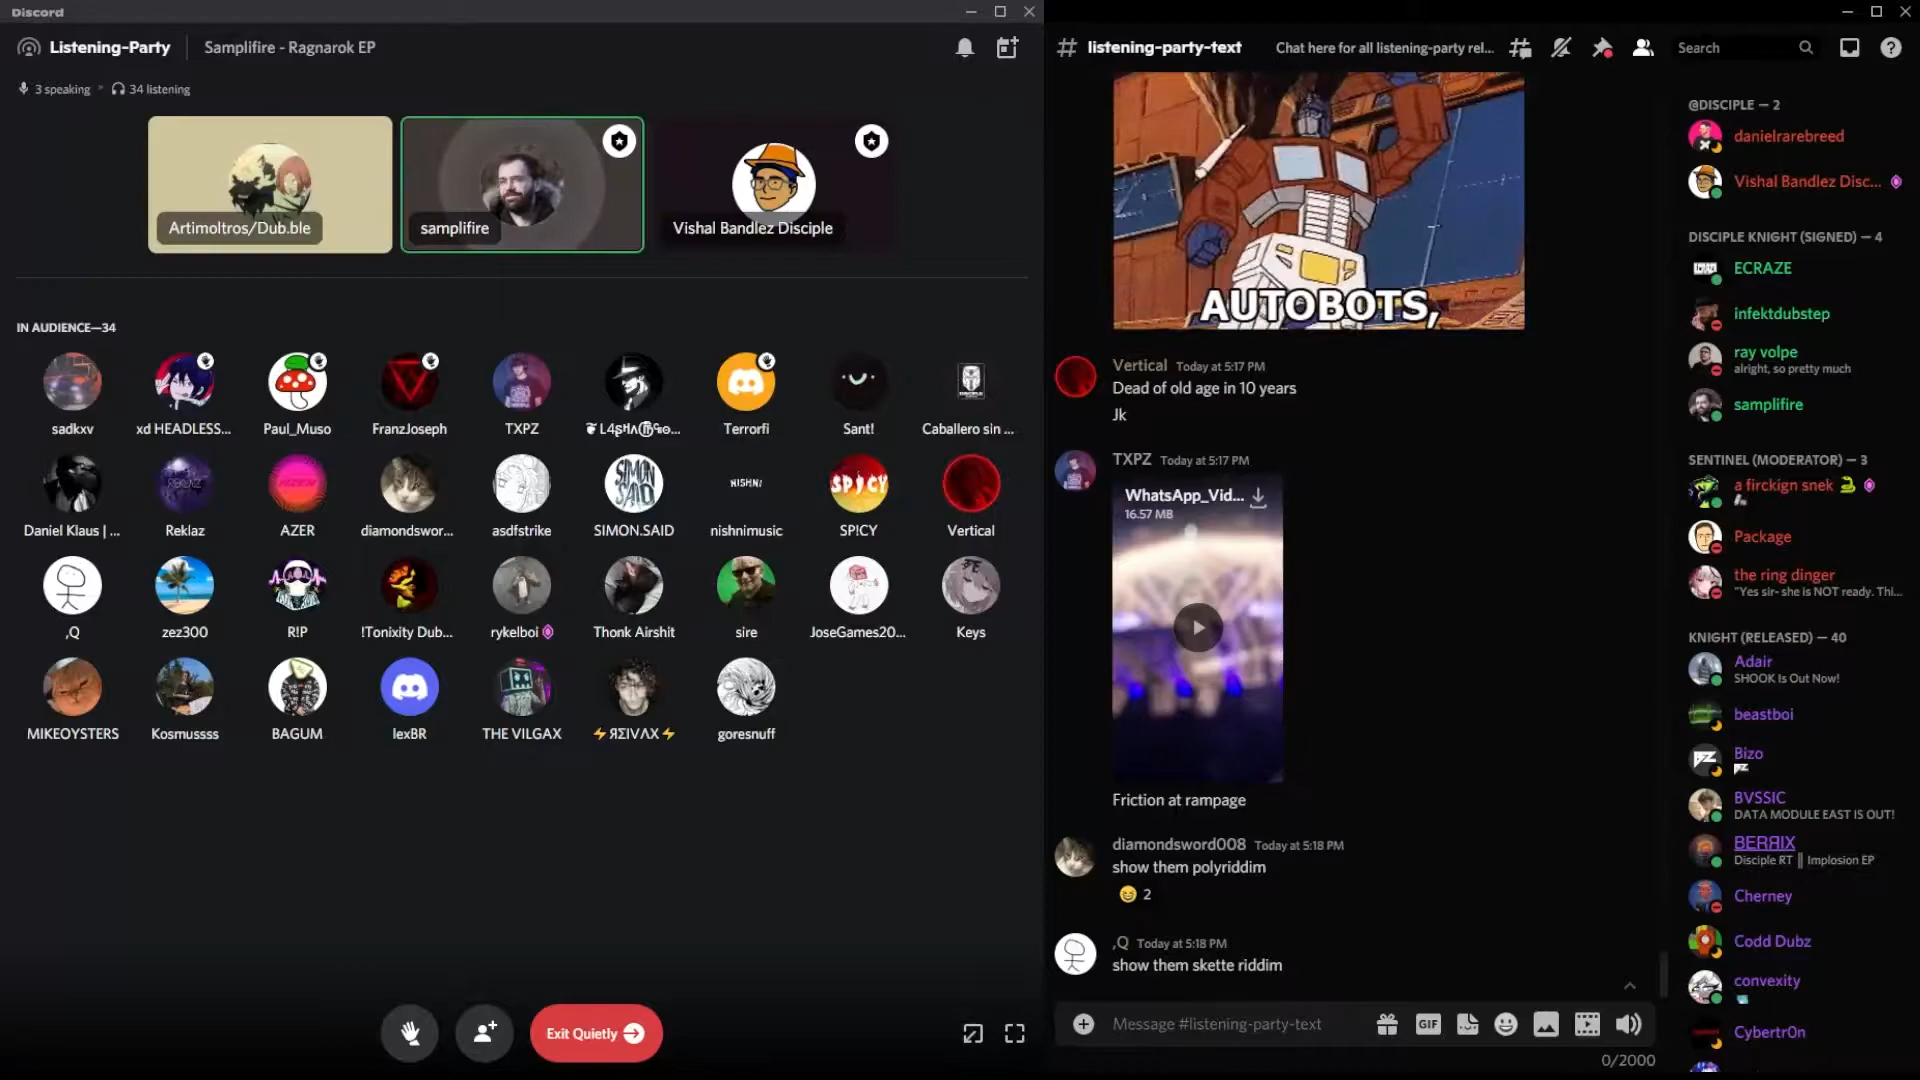 Discord
Listening-Party
Samplifire - Ragnarok EP
3 speaking
34 listening
Artimoltros/Dub.ble
samplifire
Vishal Bandlez Disciple
IN AUDIENCE—34
sadkxv
xd HEADLESS...
Paul_Muso
FranzJoseph
TXPZ
Terrorfi
Sant!
Caballero sin ...
Daniel Klaus | ...
Reklaz
AZER
diamondswor...
asdfstrike
SIMON.SAID
nishnimusic
SP!CY
Vertical
,Q
zez300
R!P
!Tonixity Dub...
rykelboi
Thonk Airshit
sire
JoseGames20...
Keys
MIKEOYSTERS
Kosmussss
BAGUM
lexBR
THE VILGAX
⚡ЯΣIVΛX⚡
goresnuff
Exit Quietly
# listening-party-text
Chat here for all listening-party rel...
Search
AUTOBOTS,
Vertical Today at 5:17 PM
Dead of old age in 10 years
Jk
TXPZ Today at 5:17 PM
WhatsApp_Vid...
16.57 MB
Friction at rampage
diamondsword008 Today at 5:18 PM
show them polyriddim
😆 2
,Q Today at 5:18 PM
show them skette riddim
Message #listening-party-text
GIF
0/2000
@DISCIPLE — 2
danielrarebreed
Vishal Bandlez Disc...
DISCIPLE KNIGHT (SIGNED) — 4
ECRAZE
infektdubstep
ray volpe
alright, so pretty much
samplifire
SENTINEL (MODERATOR) — 3
a firckign snek
Package
the ring dinger
"Yes sir- she is NOT ready. Thi...
KNIGHT (RELEASED) — 40
Adair
SHOOK Is Out Now!
beastboi
Bizo
BVSSIC
DATA MODULE EAST IS OUT!
BERЯIX
Disciple RT ║ Implosion EP
Cherney
Codd Dubz
convexity
Cybertr0n